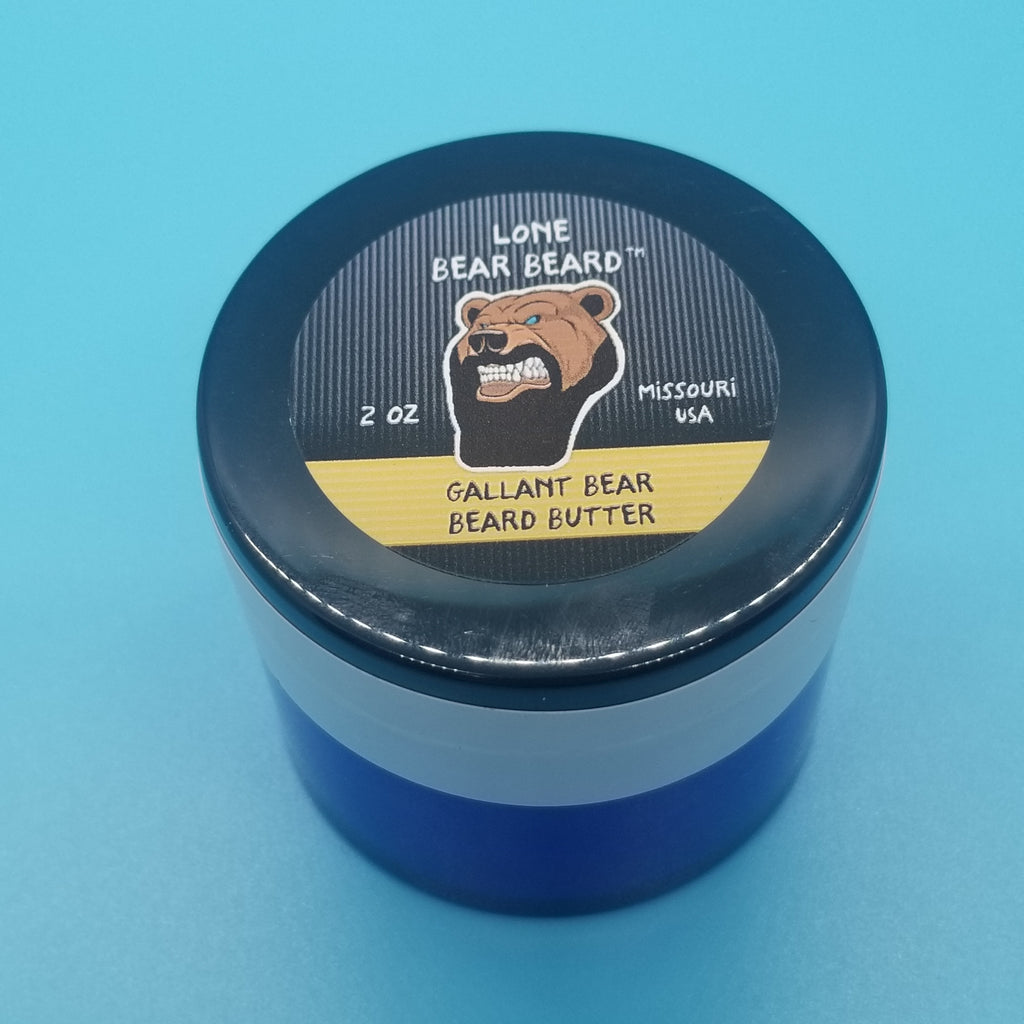 LONE
BEAR BEARD™
2 OZ
MiSSOURi
USA
GALLANT BEAR
BEARD BUTTER